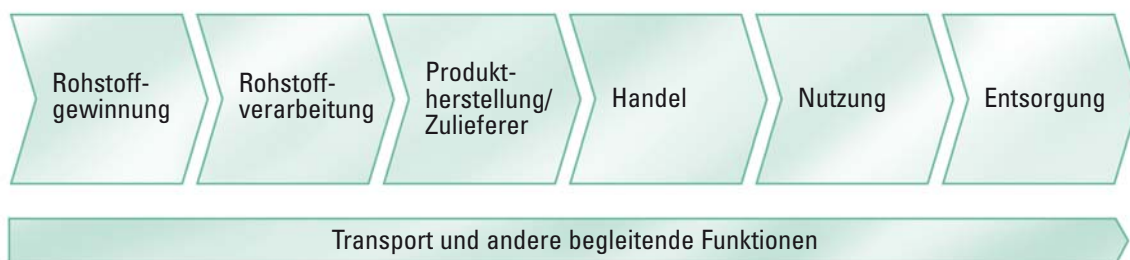 Rohstoff-
gewinnung
Rohstoff-
verarbeitung
Produkt-
herstellung/
Zulieferer
Handel
Nutzung
Entsorgung
Transport und andere begleitende Funktionen